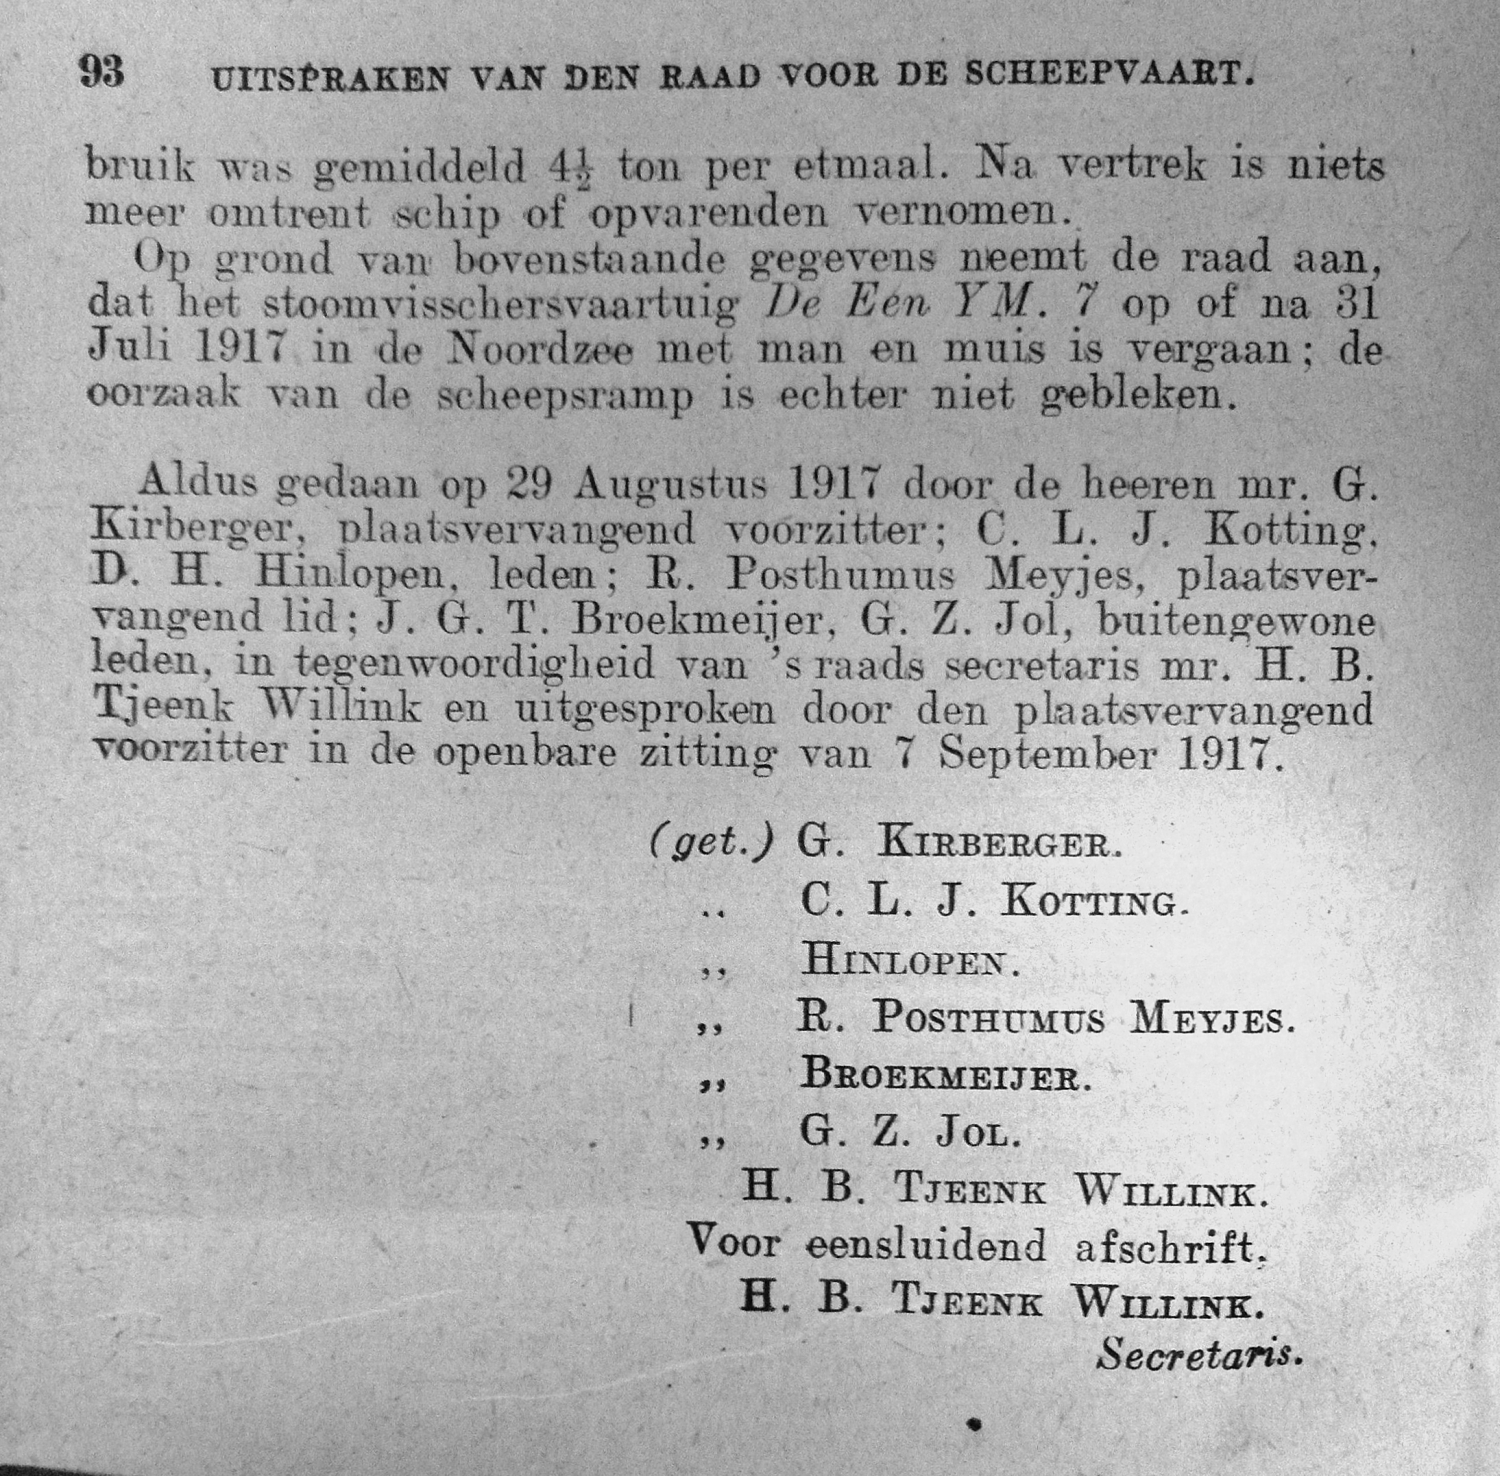 93 UITSPRAKEN VAN DEN RAAD VOOR DE SCHEEPVAART.
bruik was gemiddeld 4½ ton per etmaal. Na vertrek is niets
meer omtrent schip of opvarenden vernomen.
Op grond van bovenstaande gegevens neemt de raad aan,
dat het stoomvisschersvaartuig De Eén YM. 7 op of na 31
Juli 1917 in de Noordzee met man en muis is vergaan; de
oorzaak van de scheepsramp is echter niet gebleken.
Aldus gedaan op 29 Augustus 1917 door de heeren mr. G.
Kirberger, plaatsvervangend voorzitter; C. L. J. Kotting,
D. H. Hinlopen, leden; R. Posthumus Meyjes, plaatsver-
vangend lid; J. G. T. Broekmeijer, G. Z. Jol, buitengewone
leden, in tegenwoordigheid van 's raads secretaris mr. H. B.
Tjeenk Willink en uitgesproken door den plaatsvervangend
voorzitter in de openbare zitting van 7 September 1917.
(get.) G. KIRBERGER.
,, C. L. J. KOTTING.
,, HINLOPEN.
,, R. POSTHUMUS MEYJES.
,, BROEKMEIJER.
,, G. Z. JOL.
H. B. TJEENK WILLINK.
Voor eensluidend afschrift,
H. B. TJEENK WILLINK.
Secretaris.